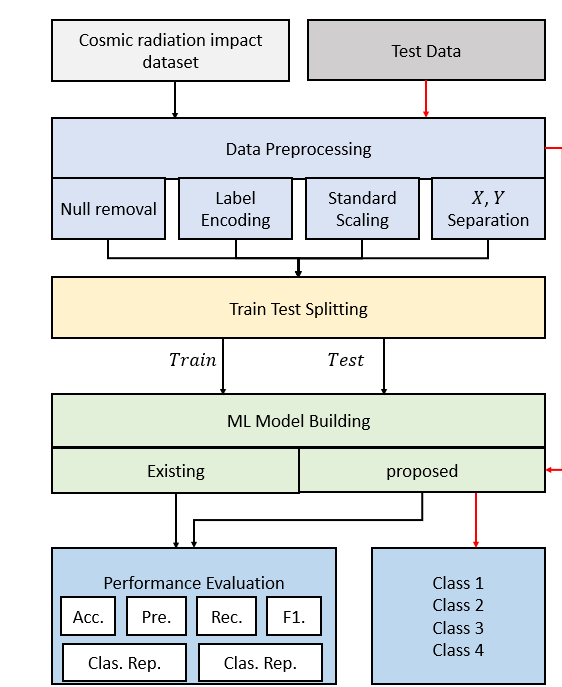 Cosmic radiation impact
dataset
Test Data
Data Preprocessing
Null removal
Label
Encoding
Standard
Scaling
X, Y
Separation
Train Test Splitting
Train
Test
ML Model Building
Existing
proposed
Performance Evaluation
Acc.
Pre.
Rec.
F1.
Clas. Rep.
Clas. Rep.
Class 1
Class 2
Class 3
Class 4